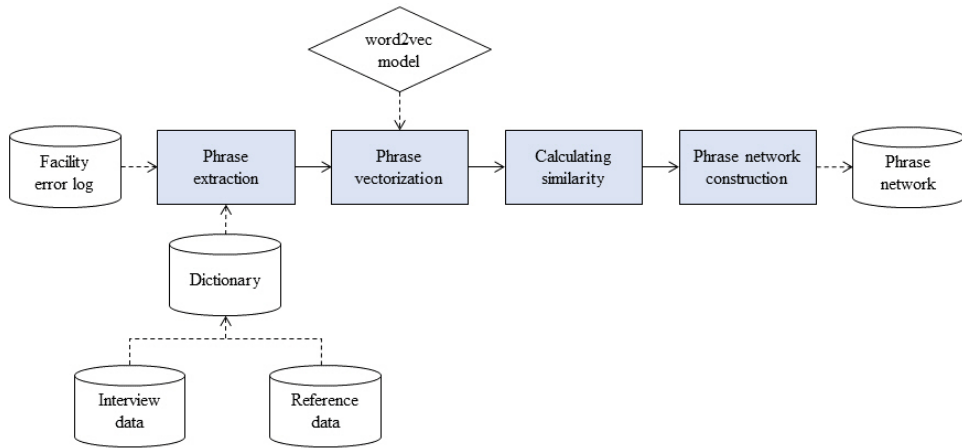 word2vec
model
Facility
error log
Phrase
extraction
Phrase
vectorization
Calculating
similarity
Phrase network
construction
Phrase
network
Dictionary
Interview
data
Reference
data